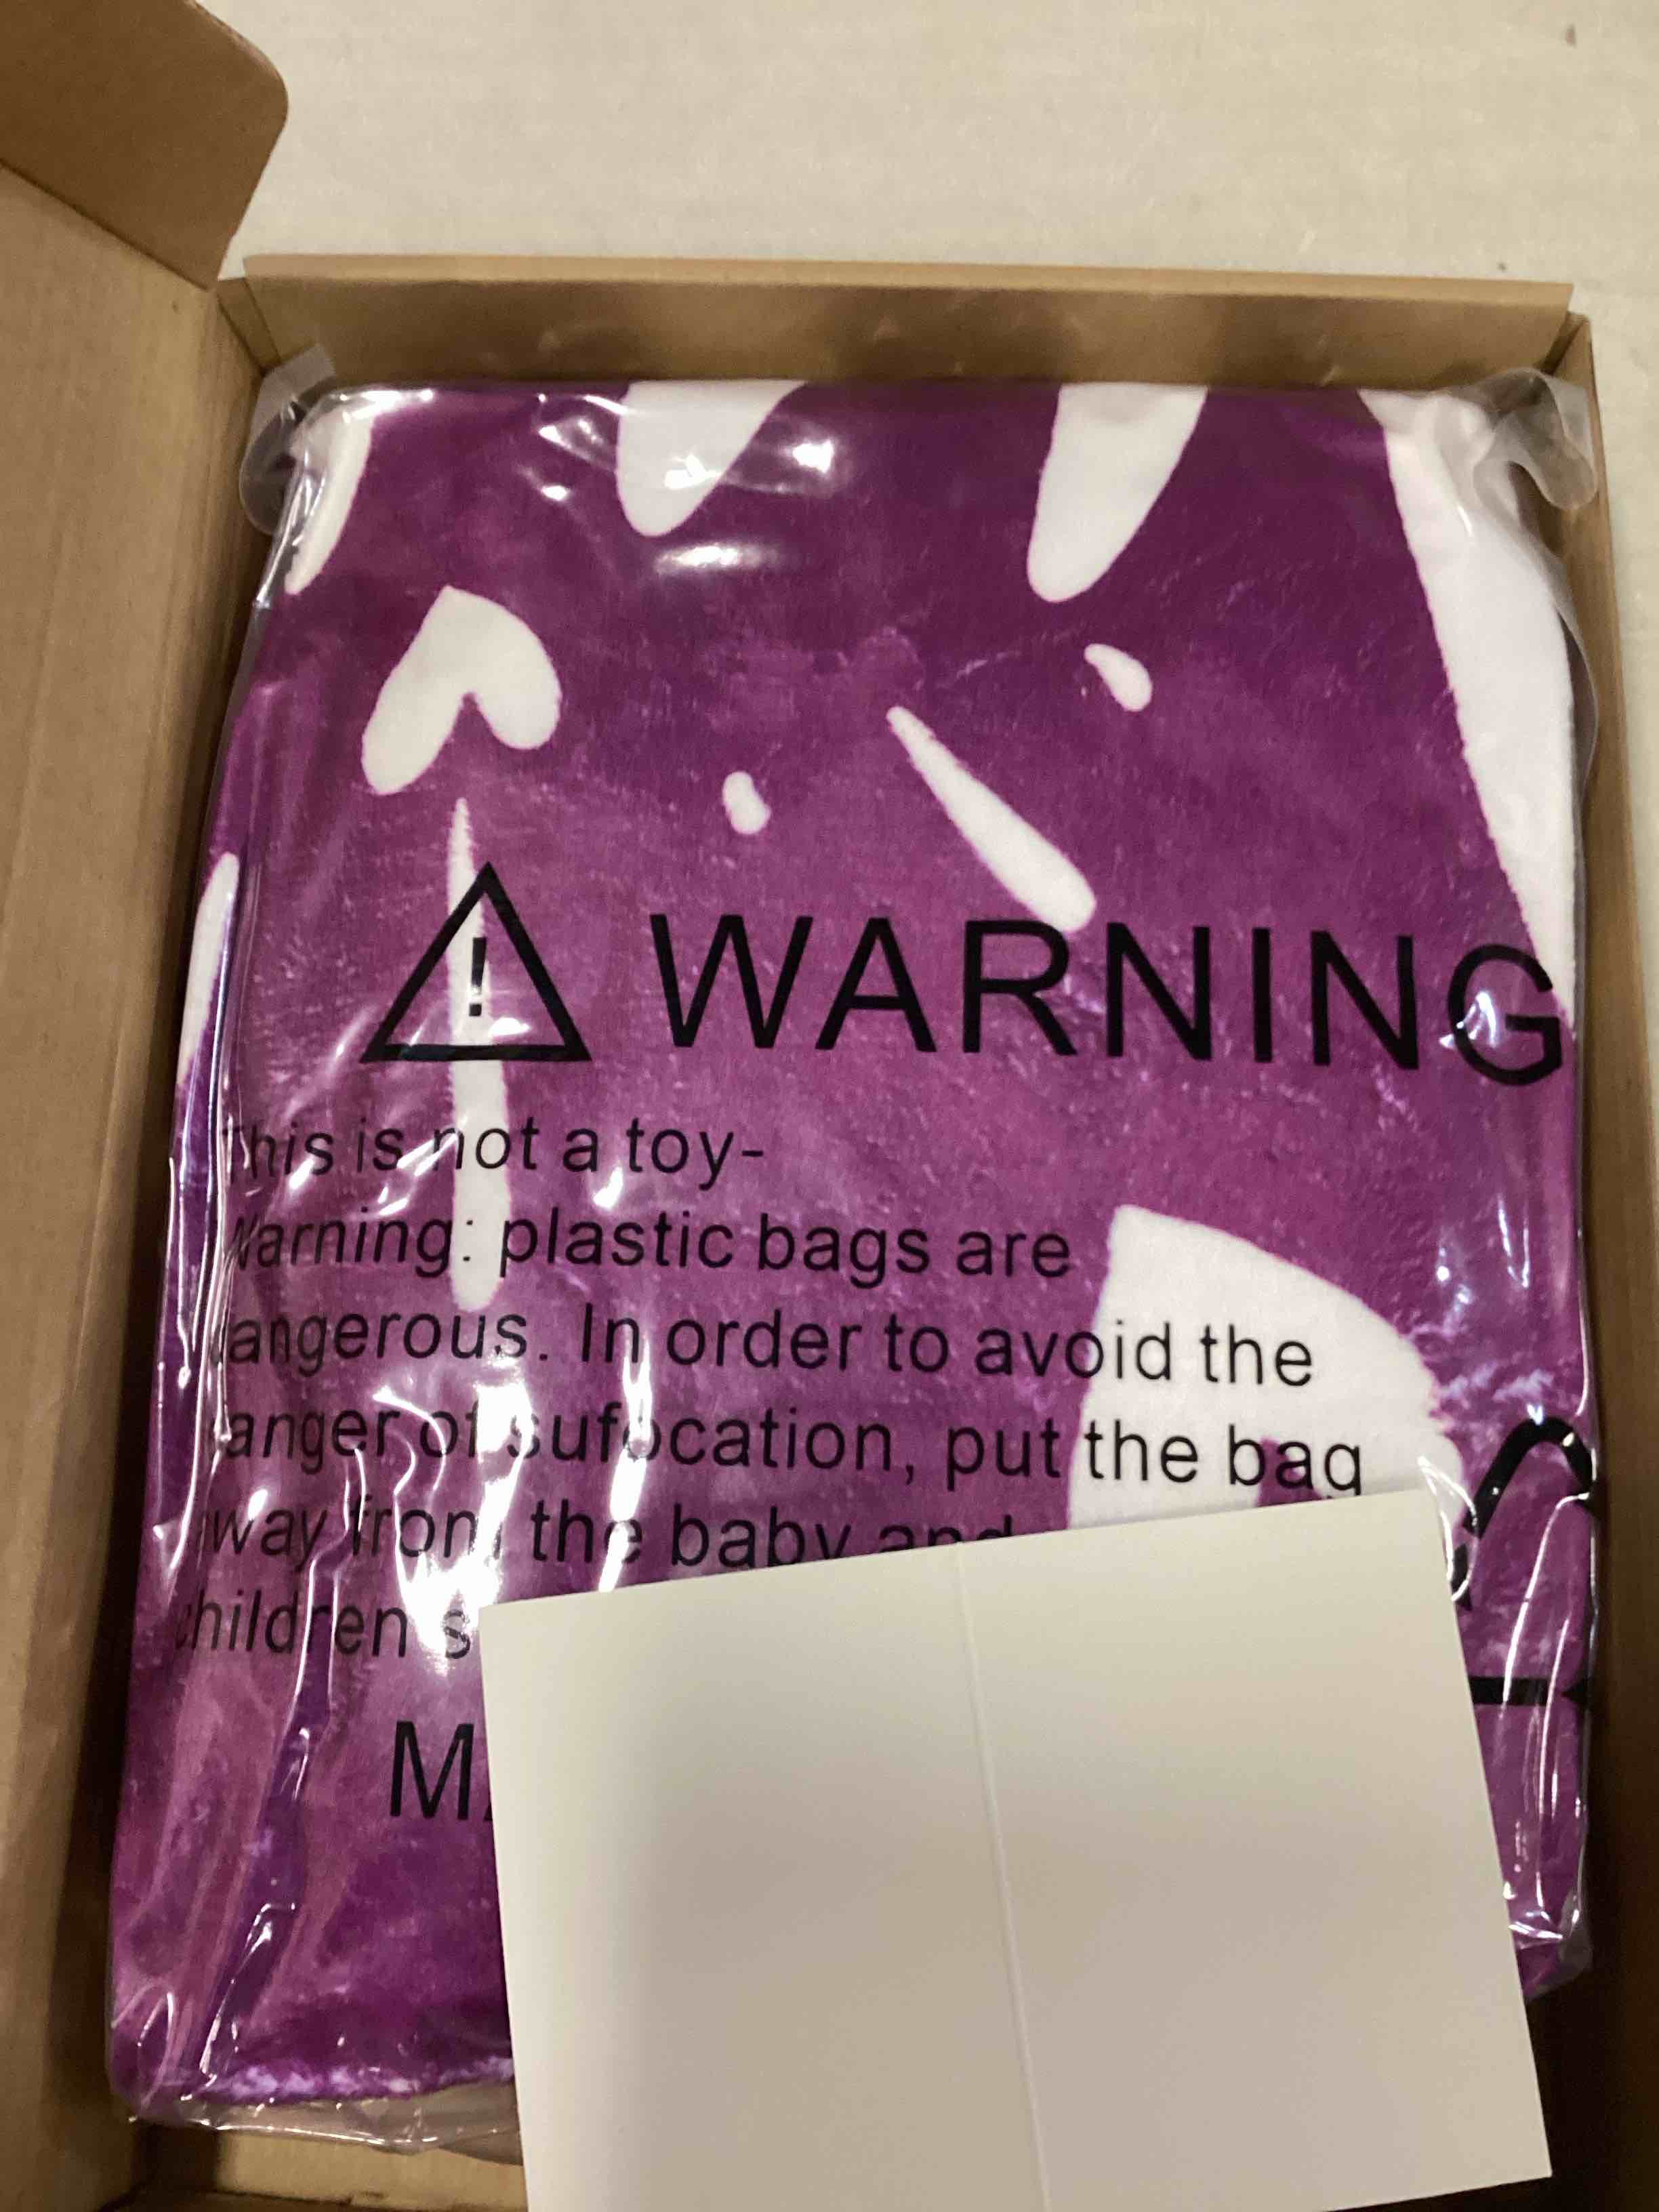 ! WARNING
This is not a toy-
Warning: plastic bags are
dangerous. In order to avoid the
danger of sufocation, put the bag
away from the baby and
children s
M